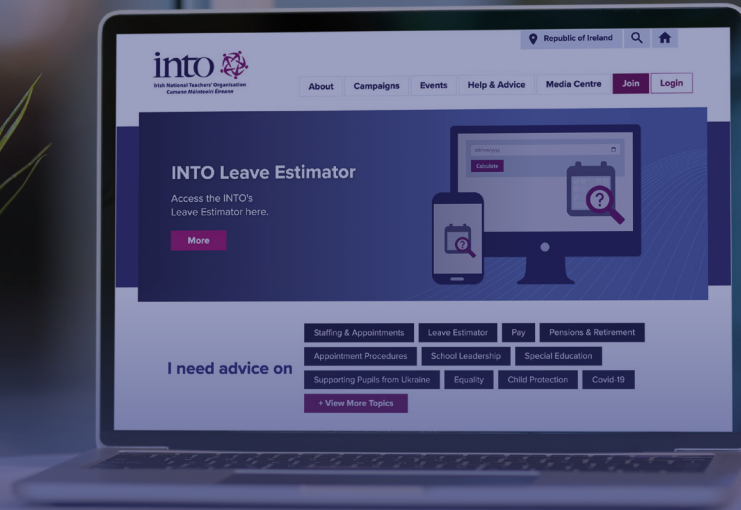 Republic of Ireland
into
Irish National Teachers' Organisation
Cumann Múinteoirí Éireann
About Campaigns Events Help & Advice Media Centre Join Login
INTO Leave Estimator
Access the INTO's
Leave Estimator here.
More
Calculate
Staffing & Appointments Leave Estimator Pay Pensions & Retirement
Appointment Procedures School Leadership Special Education
I need advice on
Supporting Pupils from Ukraine Equality Child Protection Covid-19
+ View More Topics